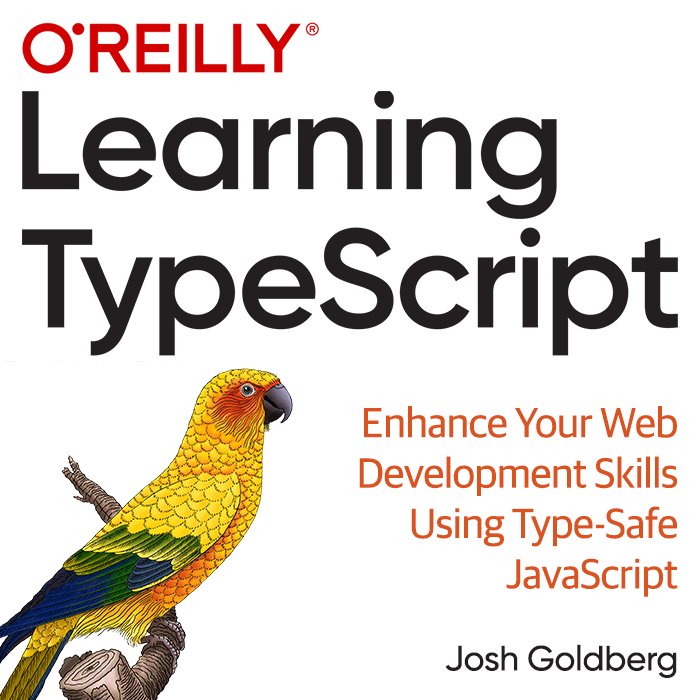 O'REILLY®
Learning
TypeScript
Enhance Your Web
Development Skills
Using Type-Safe
JavaScript
Josh Goldberg